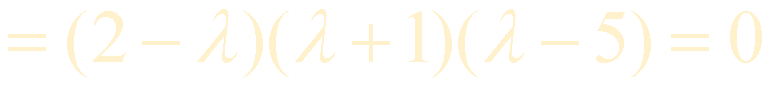 = (2 − λ)(λ + 1)(λ − 5) = 0